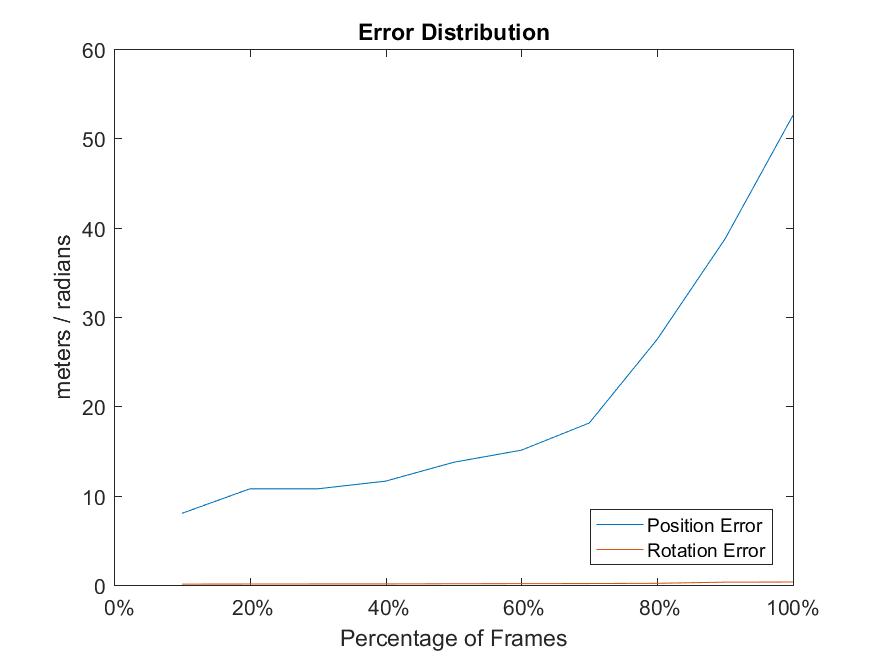 Error Distribution
60
50
40
30
20
10
0
meters / radians
Position Error
Rotation Error
0%
20%
40%
60%
80%
100%
Percentage of Frames